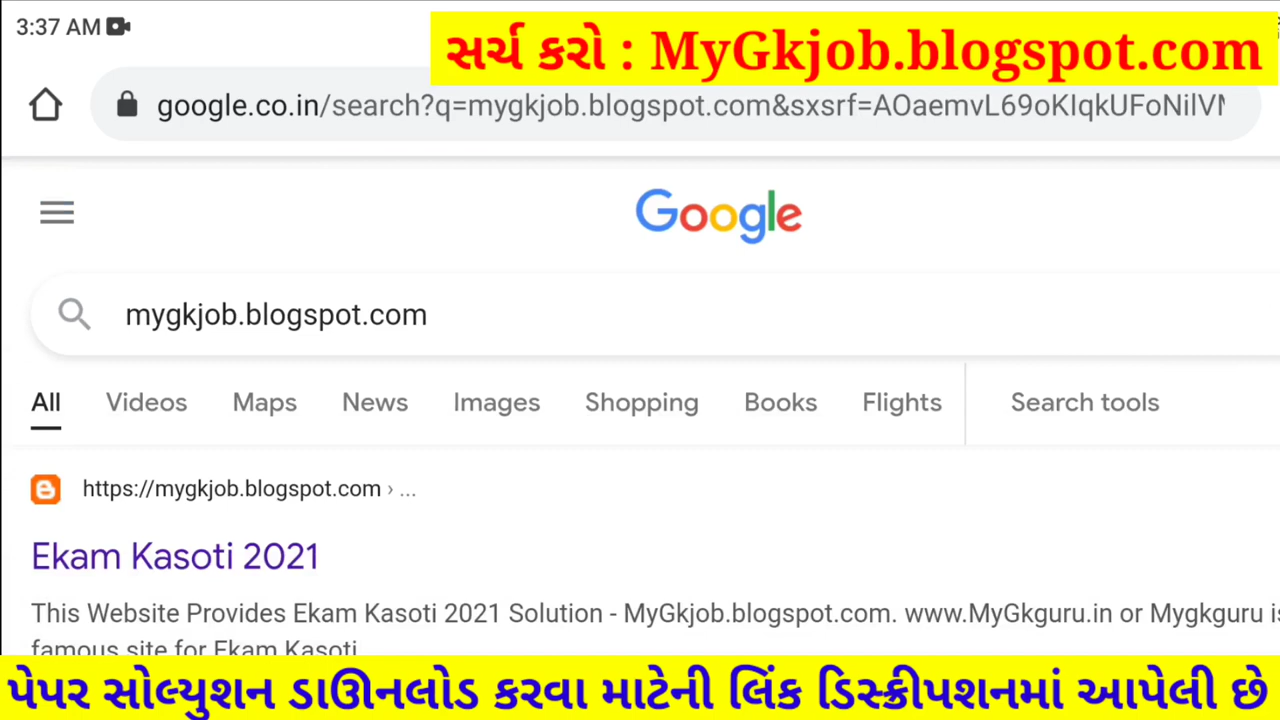 3:37 AM
સર્ચ કરો : MyGkjob.blogspot.com
google.co.in/search?q=mygkjob.blogspot.com&sxsrf=AOaemvL69oKIqkUFoNilVN
Google
mygkjob.blogspot.com
All Videos Maps News Images Shopping Books Flights Search tools
https://mygkjob.blogspot.com › ...
Ekam Kasoti 2021
This Website Provides Ekam Kasoti 2021 Solution - MyGkjob.blogspot.com. www.MyGkguru.in or Mygkguru is
famous site for Ekam Kasoti
પેપર સોલ્યુશન ડાઊનલોડ કરવા માટેની લિંક ડિસ્ક્રીપશનમાં આપેલી છે